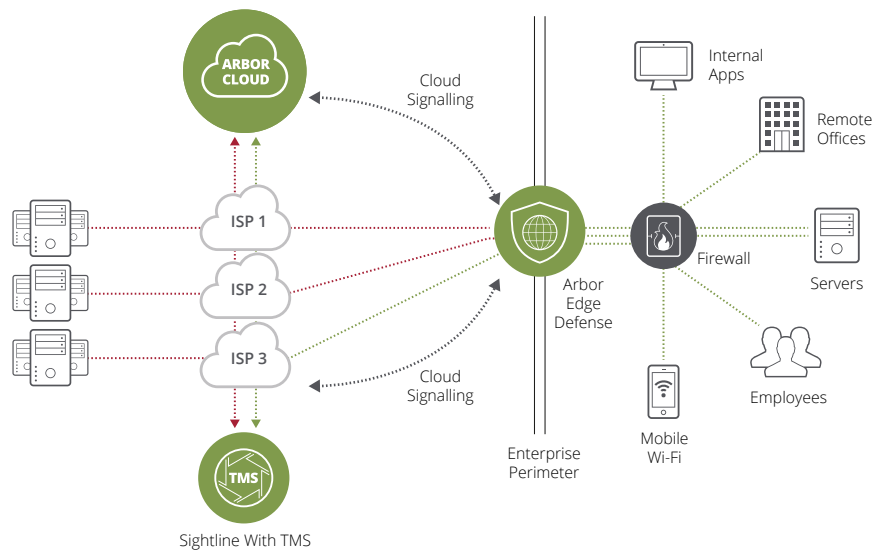 ARBOR
CLOUD
Cloud
Signalling
Internal
Apps
Remote
Offices
ISP 1
ISP 2
ISP 3
Firewall
Servers
Arbor
Edge
Defense
Cloud
Signalling
Employees
Mobile
Wi-Fi
Enterprise
Perimeter
TMS
Sightline With TMS